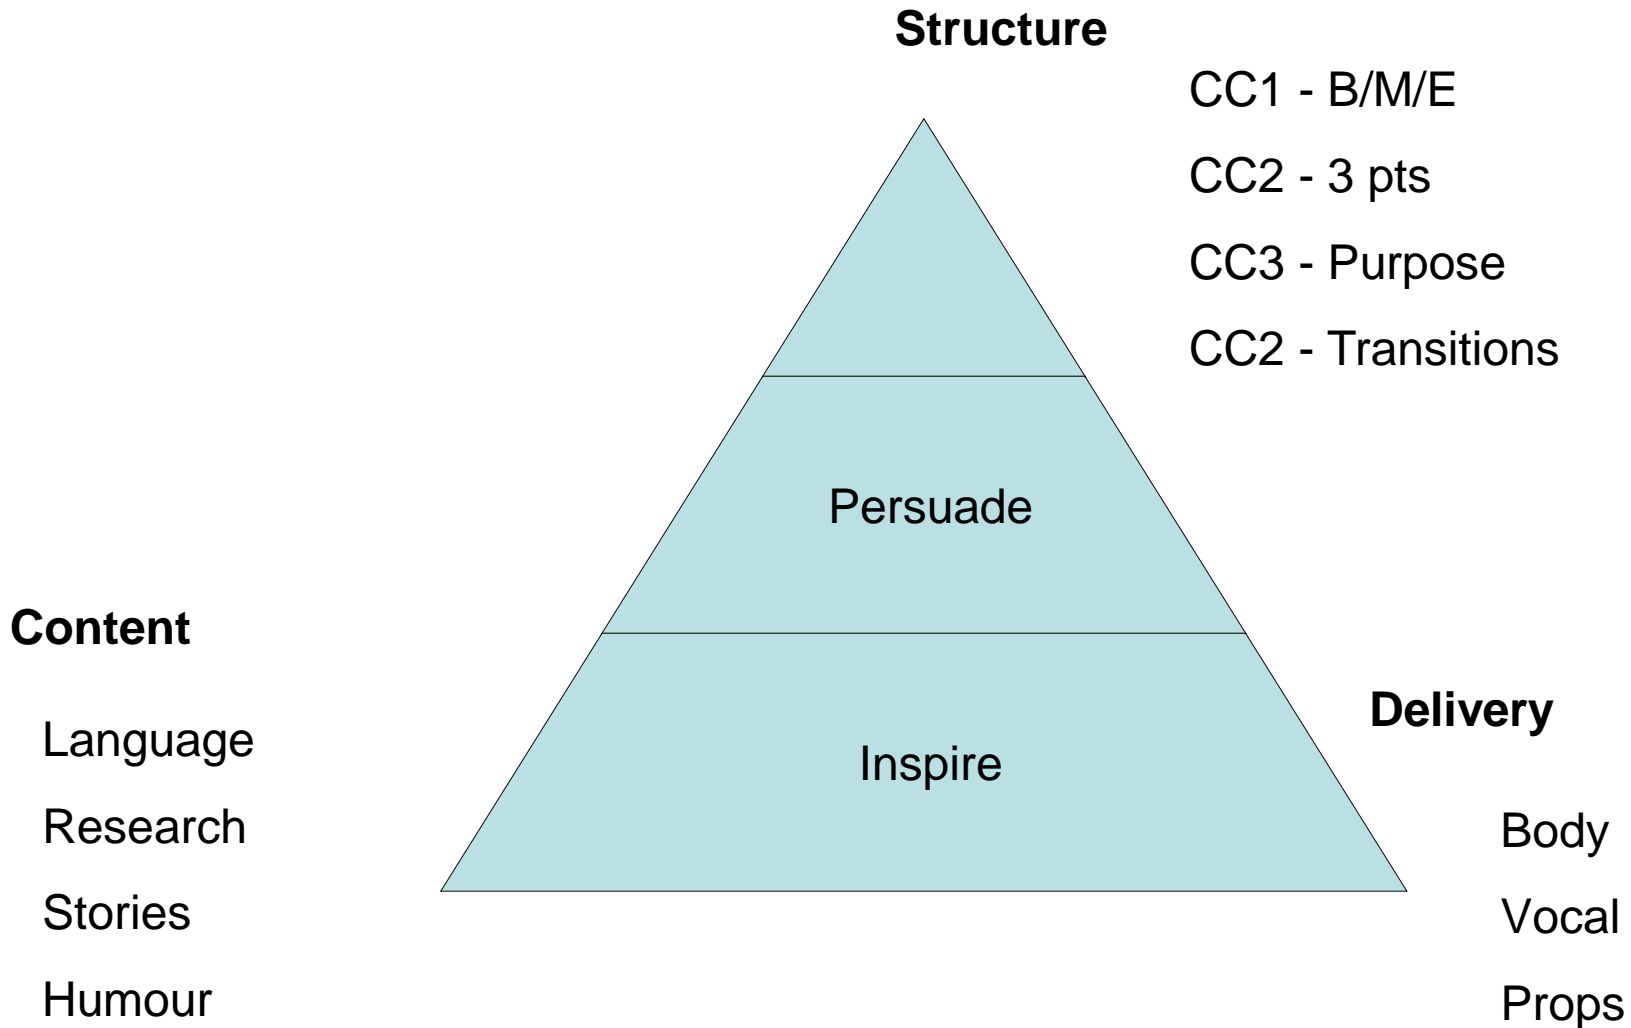 Structure
CC1 - B/M/E
CC2 - 3 pts
CC3 - Purpose
CC2 - Transitions
Persuade
Inspire
Content
Language
Research
Stories
Humour
Delivery
Body
Vocal
Props